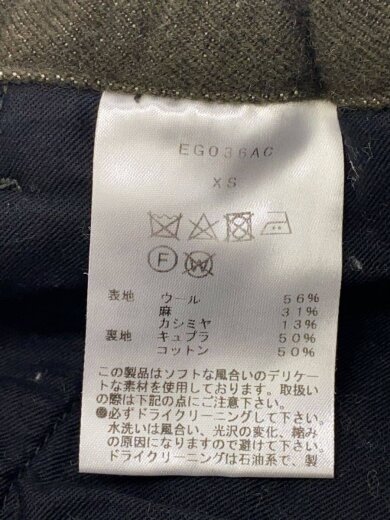 EG036AC
XS
F W
表地 ウール 56%
麻 31%
カシミヤ 13%
裏地 キュプラ 50%
コットン 50%
この製品はソフトな風合いのデリケー
トな素材を使用しております。取扱い
の際は下記の点にご注意下さい。
●必ずドライクリーニングして下さい。
水洗いは風合い、光沢の変化、縮み
の原因になりますので避けて下さい。
ドライクリーニングは石油系で、製